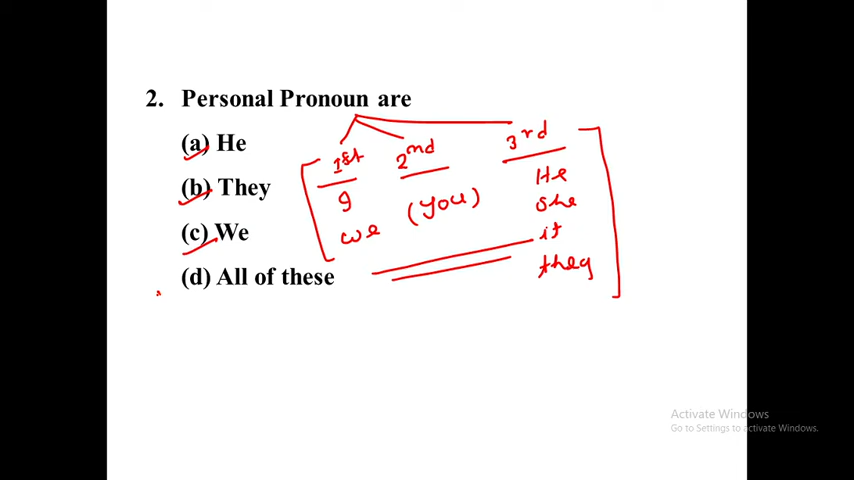 2. Personal Pronoun are
(a) He
(b) They
(c) We
(d) All of these
1st 2nd 3rd
I (you) He
we she
it
they
Activate Windows
Go to Settings to activate Windows.